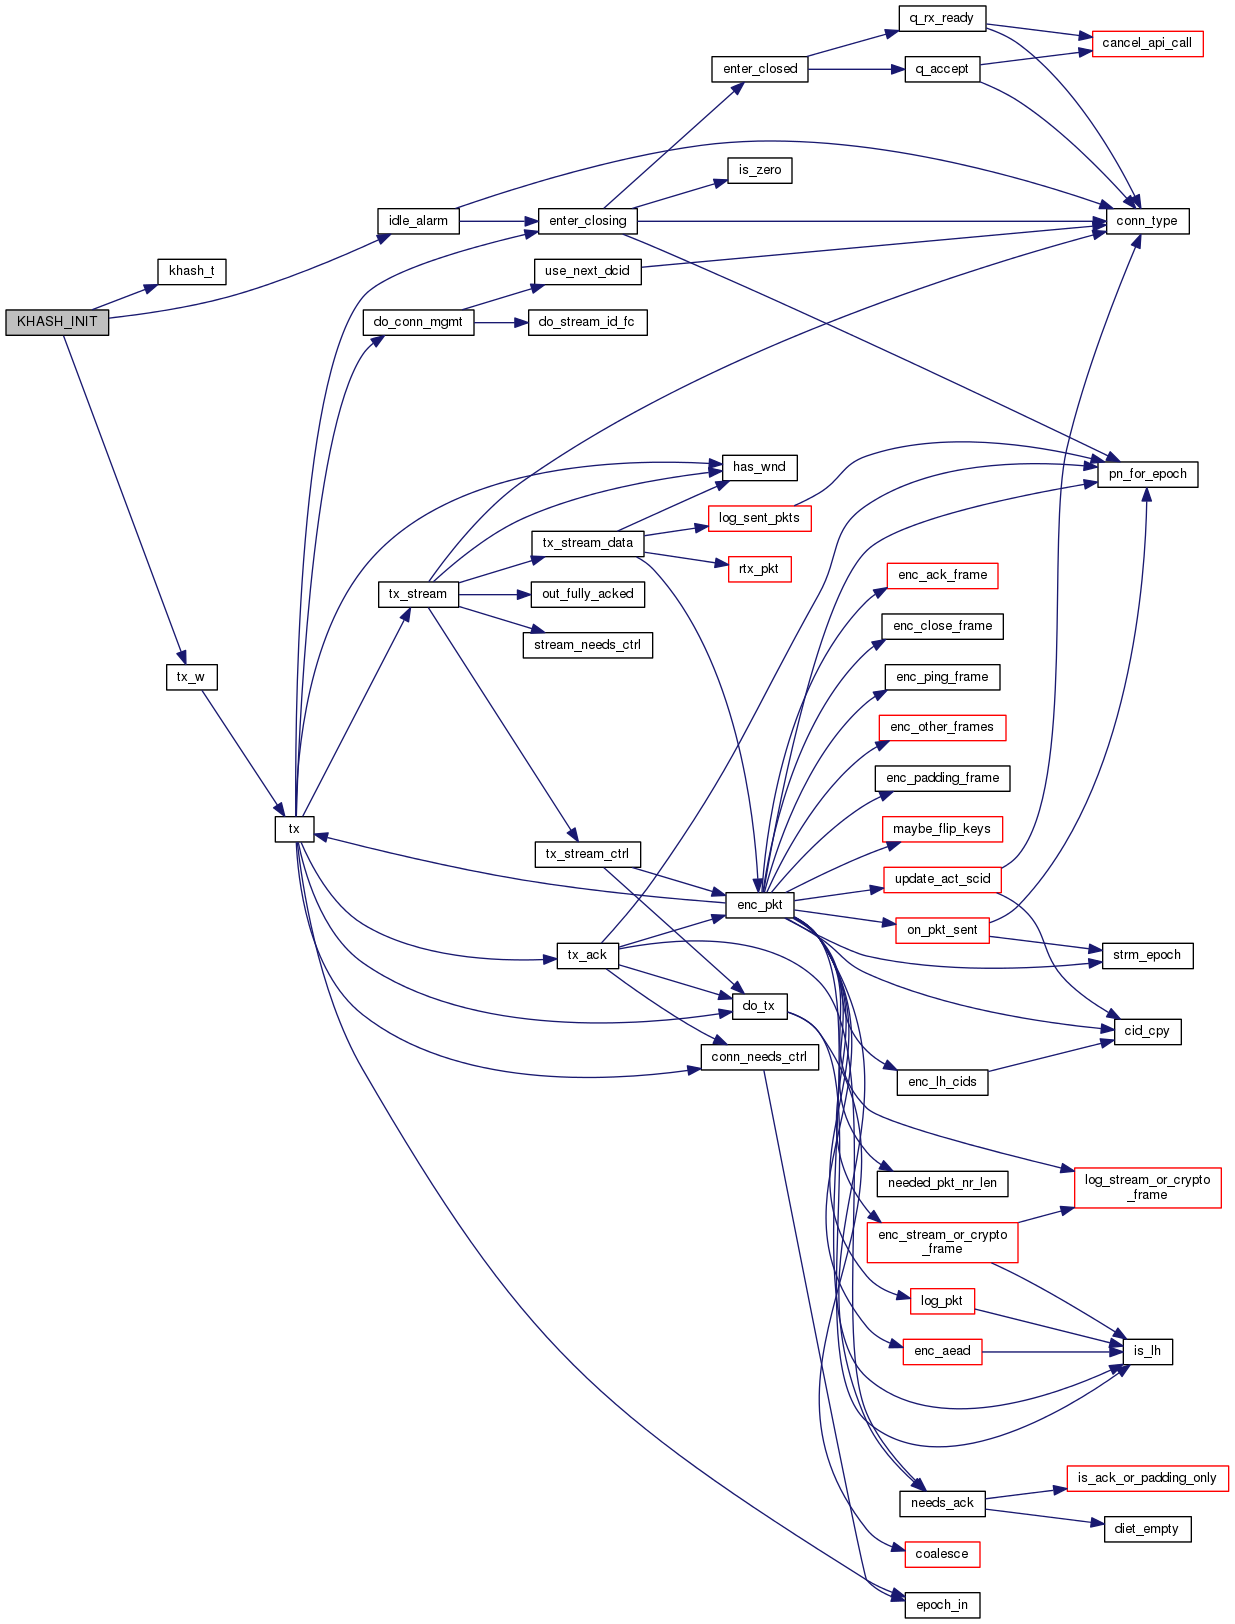 q_rx_ready
cancel_api_call
enter_closed
q_accept
is_zero
idle_alarm
enter_closing
conn_type
khash_t
use_next_dcid
KHASH_INIT
do_conn_mgmt
do_stream_id_fc
has_wnd
pn_for_epoch
log_sent_pkts
tx_stream_data
rtx_pkt
enc_ack_frame
tx_stream
out_fully_acked
enc_close_frame
stream_needs_ctrl
tx_w
enc_ping_frame
enc_other_frames
enc_padding_frame
tx
maybe_flip_keys
tx_stream_ctrl
update_act_scid
enc_pkt
on_pkt_sent
tx_ack
strm_epoch
do_tx
cid_cpy
conn_needs_ctrl
enc_lh_cids
needed_pkt_nr_len
log_stream_or_crypto
_frame
enc_stream_or_crypto
_frame
log_pkt
enc_aead
is_lh
is_ack_or_padding_only
needs_ack
diet_empty
coalesce
epoch_in